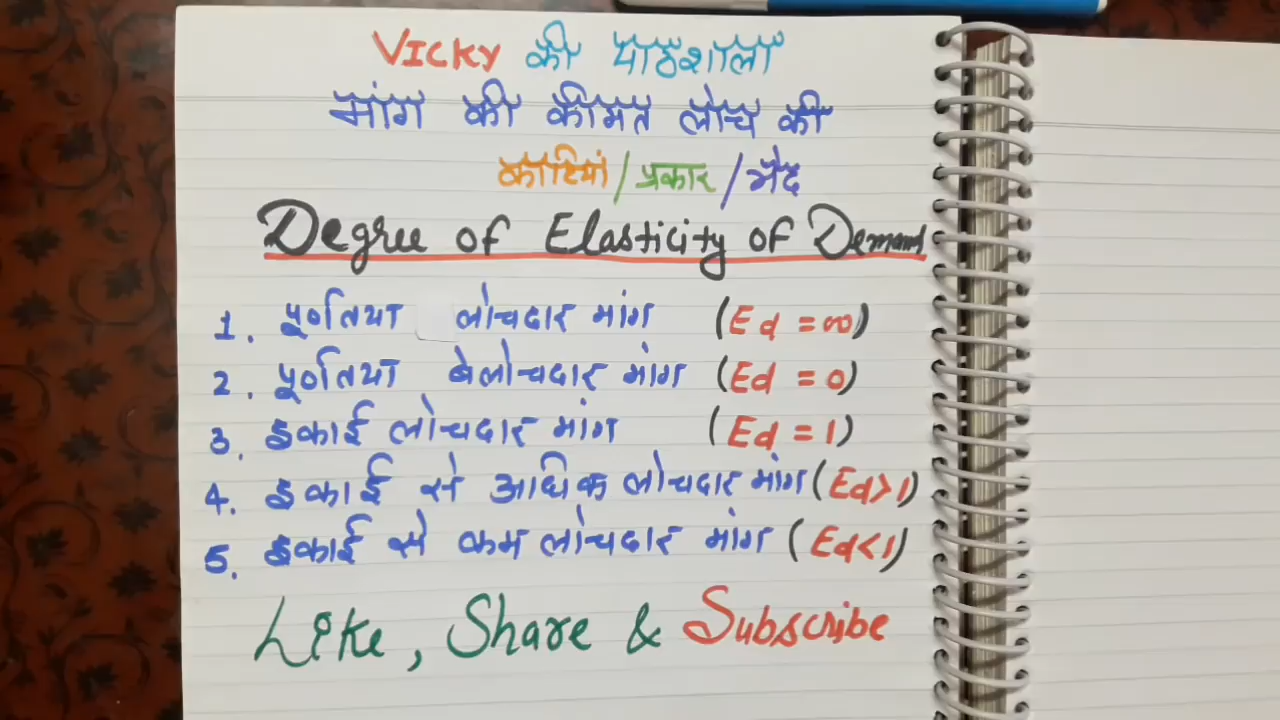 VICKY की पाठशाला
मांग की कीमत लोच की
कोटियां/प्रकार/भेद
Degree of Elasticity of Demand
1. पूर्णतया लोचदार मांग (Ed = ∞)
2. पूर्णतया बेलोचदार मांग (Ed = 0)
3. इकाई लोचदार मांग (Ed = 1)
4. इकाई से अधिक लोचदार मांग (Ed>1)
5. इकाई से कम लोचदार मांग (Ed<1)
Like, Share & Subscribe